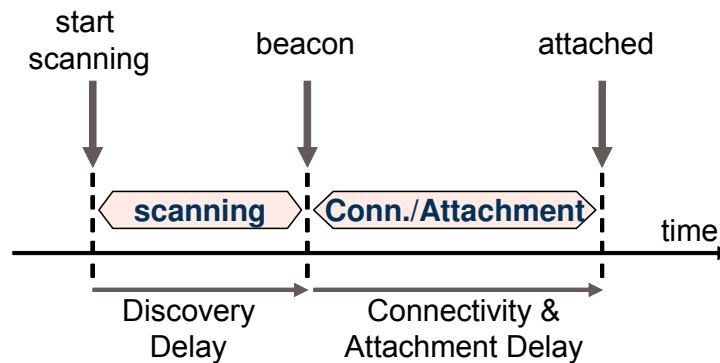 start
scanning
beacon
attached
scanning
Conn./Attachment
time
Discovery
Delay
Connectivity &
Attachment Delay